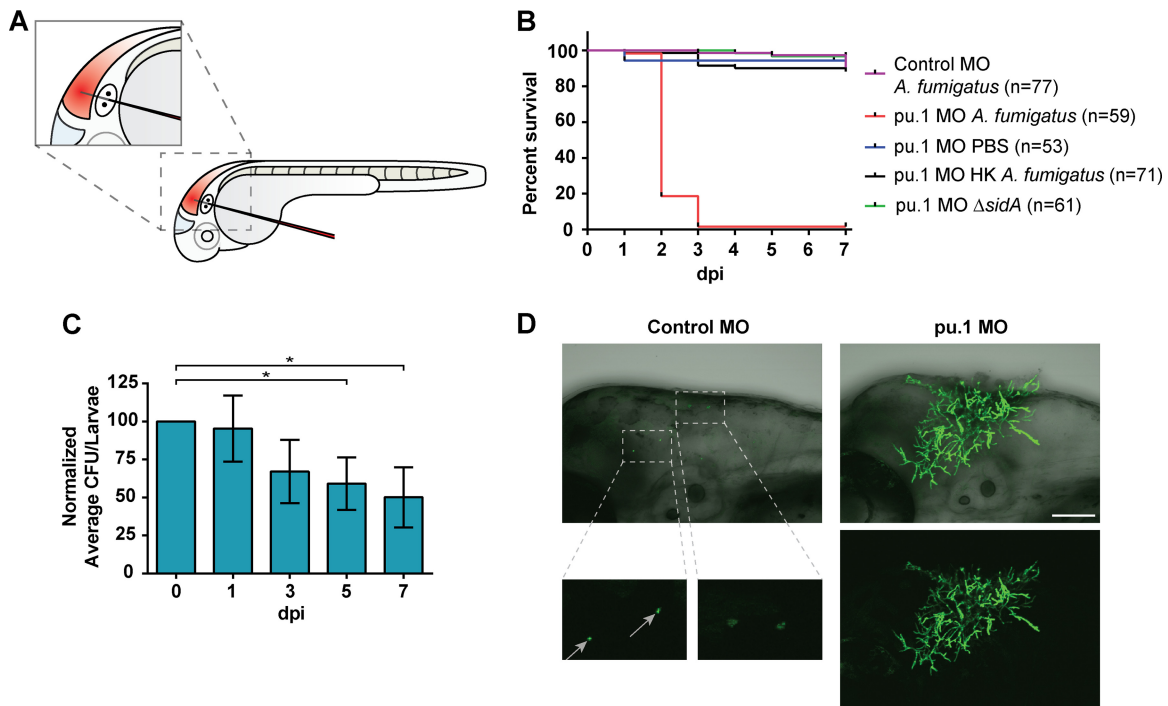 A
B
Percent survival
100
80
60
40
20
0
0 1 2 3 4 5 6 7
dpi
Control MO
A. fumigatus (n=77)
pu.1 MO A. fumigatus (n=59)
pu.1 MO PBS (n=53)
pu.1 MO HK A. fumigatus (n=71)
pu.1 MO ΔsidA (n=61)
C
Normalized
Average CFU/Larvae
125
100
75
50
25
0
*
*
0 1 3 5 7
dpi
D
Control MO
pu.1 MO